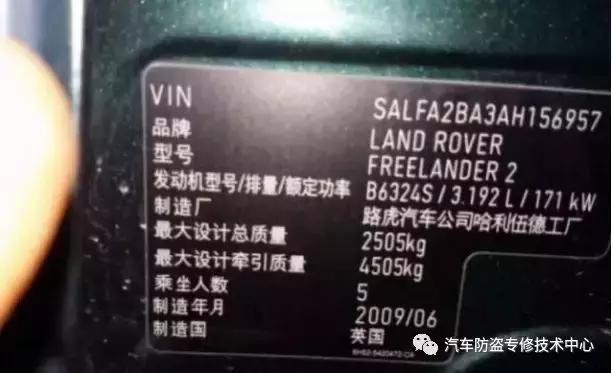 VIN SALFA2BA3AH156957
品牌 LAND ROVER
型号 FREELANDER 2
发动机型号/排量/额定功率 B6324S / 3.192 L / 171 kW
制造厂 路虎汽车公司哈利伍德工厂
最大设计总质量 2505kg
最大设计牵引质量 4505kg
乘坐人数 5
制造年月 2009/06
制造国 英国
汽车防盗专修技术中心